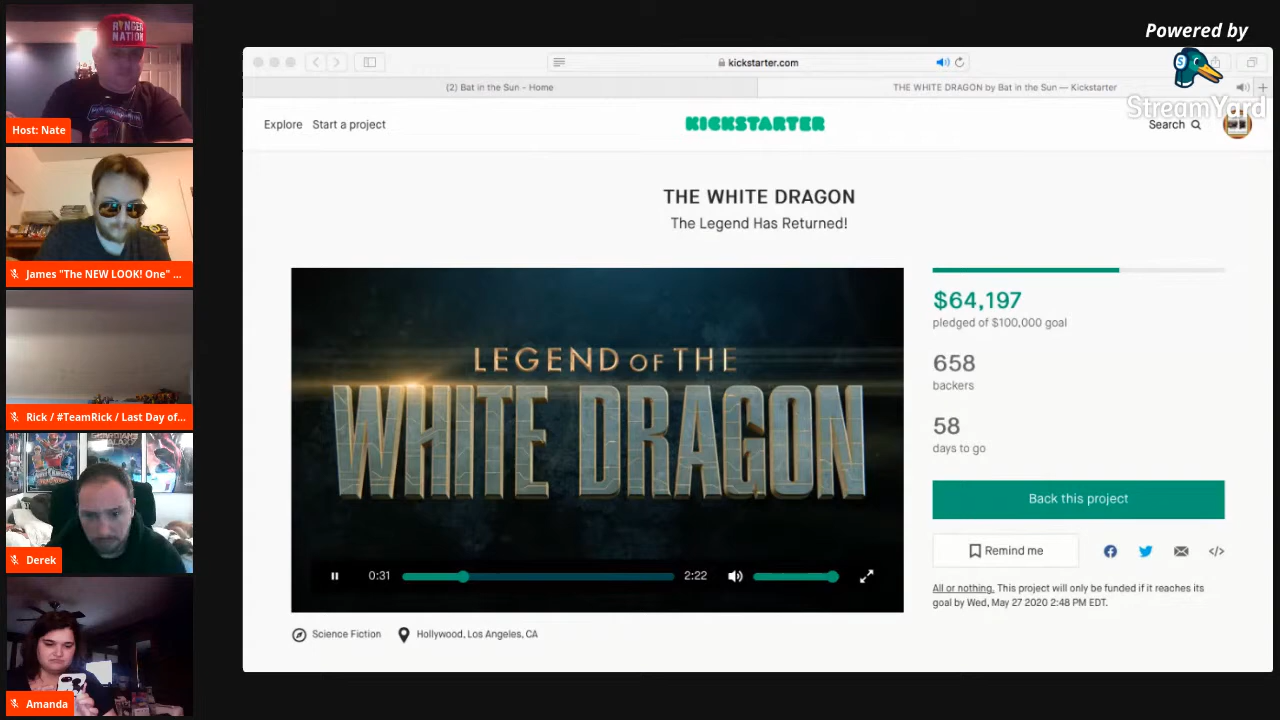 Powered by
StreamYard
RANGER
NATION
Host: Nate
James "The NEW LOOK! One" ...
Rick / #TeamRick / Last Day of...
Derek
Amanda
kickstarter.com
(2) Bat in the Sun - Home
THE WHITE DRAGON by Bat in the Sun — Kickstarter
Explore
Start a project
KICKSTARTER
Search
THE WHITE DRAGON
The Legend Has Returned!
LEGEND OF THE
WHITE DRAGON
0:31
2:22
Science Fiction
Hollywood, Los Angeles, CA
$64,197
pledged of $100,000 goal
658
backers
58
days to go
Back this project
Remind me
All or nothing. This project will only be funded if it reaches its
goal by Wed, May 27 2020 2:48 PM EDT.